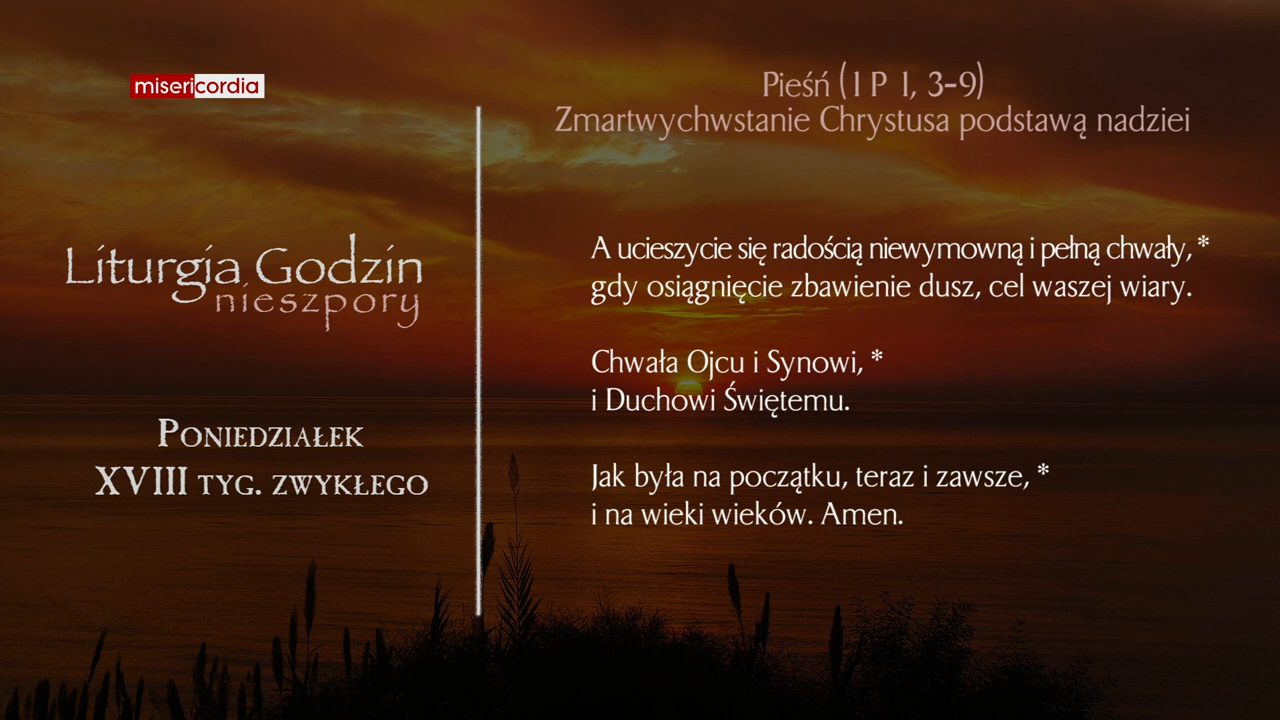 misericordia
Liturgia Godzin
nieszpory
Poniedziałek
XVIII tyg. zwykłego
Pieśń (1 P 1, 3-9)
Zmartwychwstanie Chrystusa podstawą nadziei
A ucieszycie się radością niewymowną i pełną chwały, *
gdy osiągnięcie zbawienie dusz, cel waszej wiary.
Chwała Ojcu i Synowi, *
i Duchowi Świętemu.
Jak była na początku, teraz i zawsze, *
i na wieki wieków. Amen.